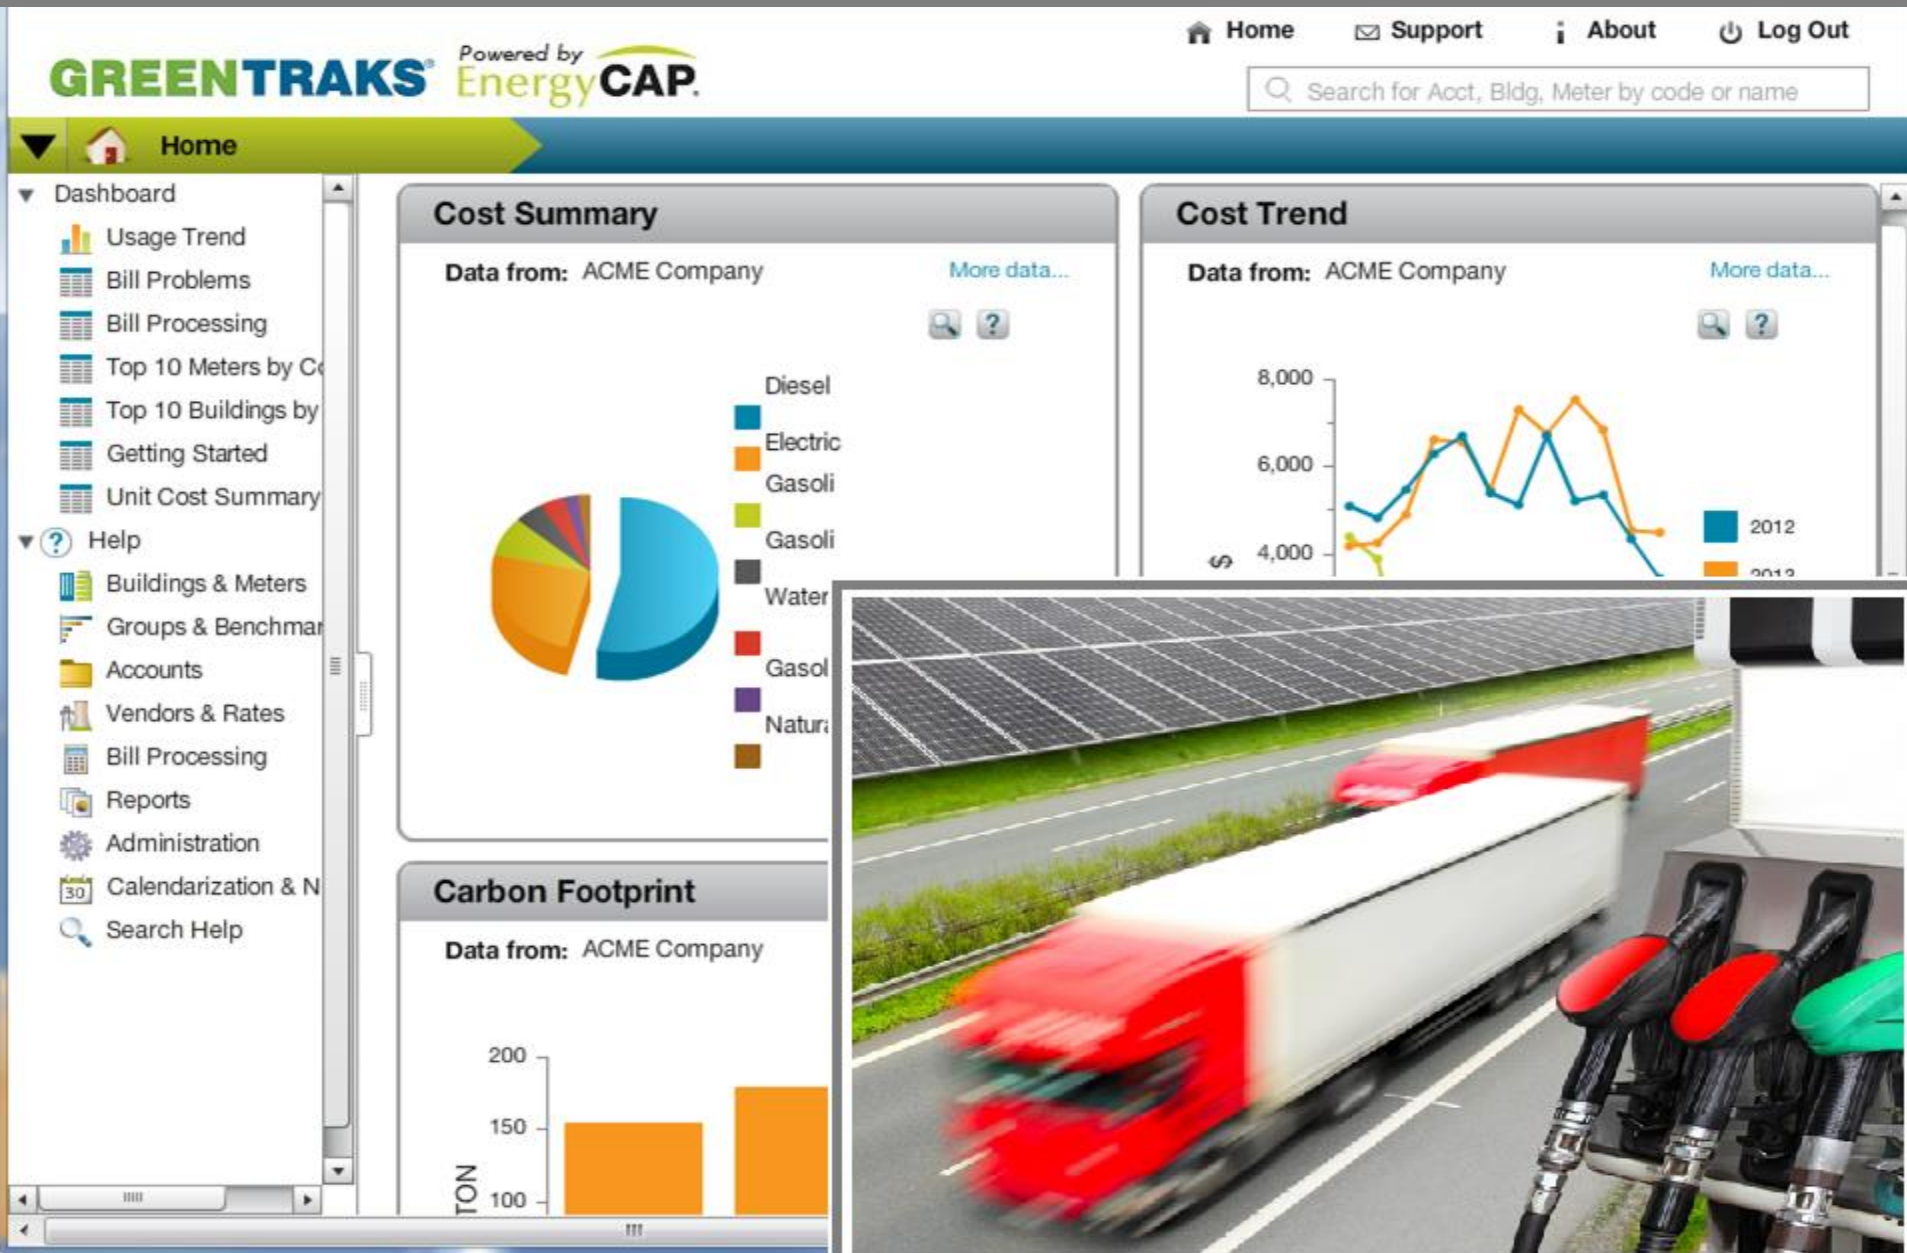 Home
Support
About
Log Out
GREENTRAKS®
Powered by
EnergyCAP.
Search for Acct, Bldg, Meter by code or name
Home
Dashboard
Usage Trend
Bill Problems
Bill Processing
Top 10 Meters by Co
Top 10 Buildings by
Getting Started
Unit Cost Summary
? Help
Buildings & Meters
Groups & Benchmar
Accounts
Vendors & Rates
Bill Processing
Reports
Administration
30 Calendarization & N
Search Help
Cost Summary
Data from: ACME Company
More data...
?
Diesel
Electric
Gasoli
Gasoli
Water
Gasol
Natura
Cost Trend
Data from: ACME Company
More data...
?
8,000
6,000
4,000
$
2012
2013
Carbon Footprint
Data from: ACME Company
200
150
100
TON